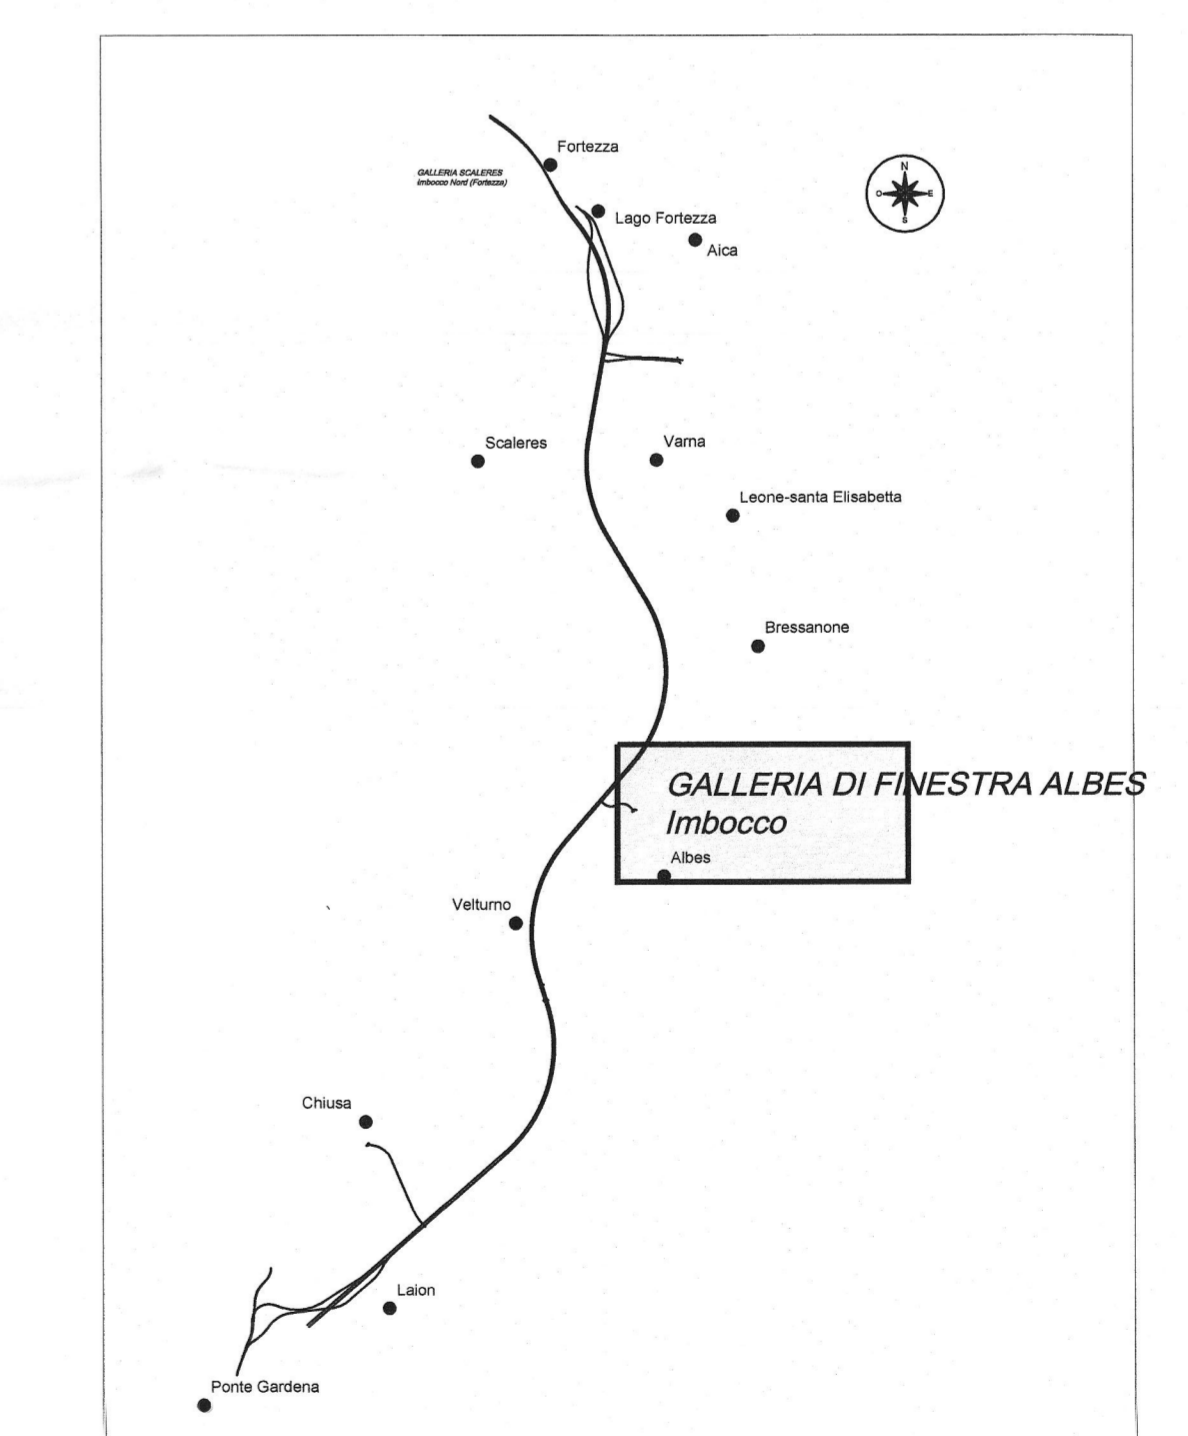 Fortezza
GALLERIA SCALERES
Imbocco Nord (Fortezza)
N
O
E
S
Lago Fortezza
Aica
Scaleres
Varna
Leone-santa Elisabetta
Bressanone
GALLERIA DI FINESTRA ALBES
Imbocco
Albes
Velturno
Chiusa
Laion
Ponte Gardena